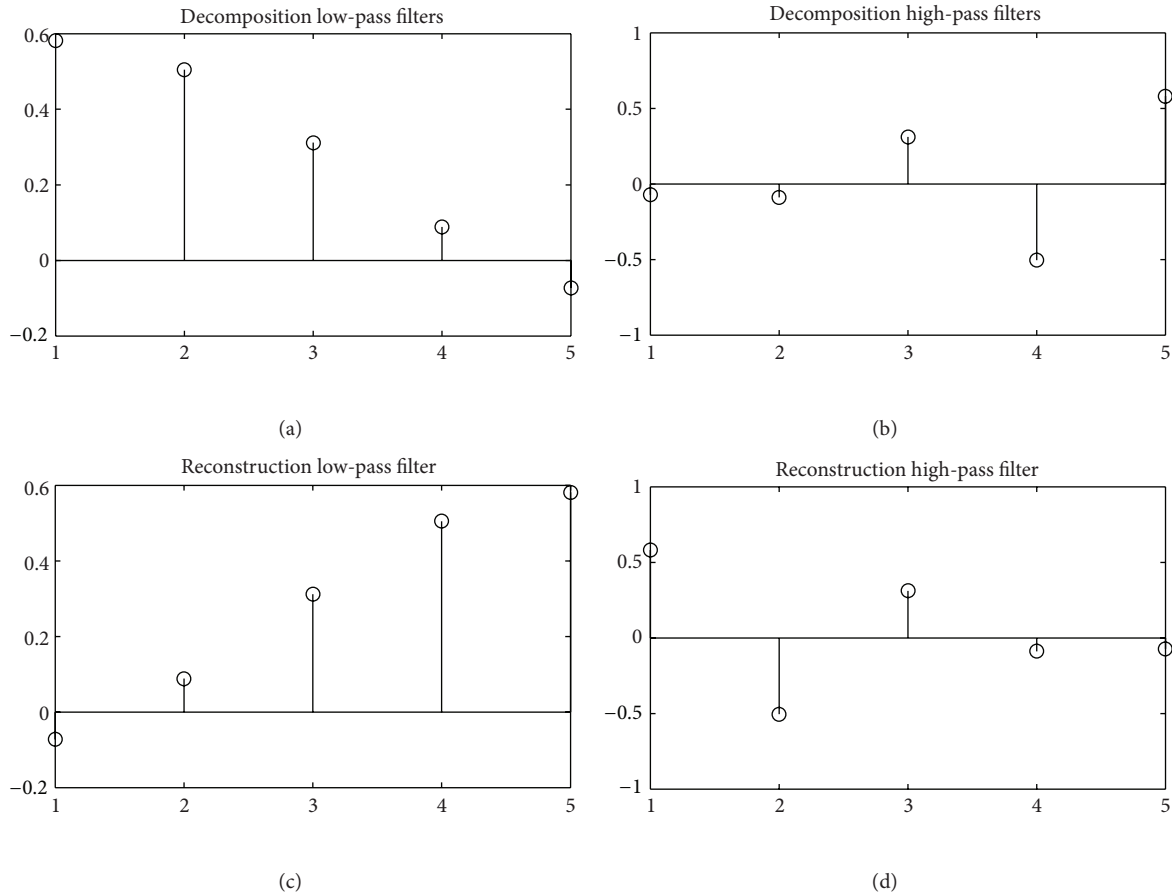 Decomposition low-pass filters
0.6
0.4
0.2
0
−0.2
1 2 3 4 5
(a)
Decomposition high-pass filters
1
0.5
0
−0.5
−1
1 2 3 4 5
(b)
Reconstruction low-pass filter
0.6
0.4
0.2
0
−0.2
1 2 3 4 5
(c)
Reconstruction high-pass filter
1
0.5
0
−0.5
−1
1 2 3 4 5
(d)